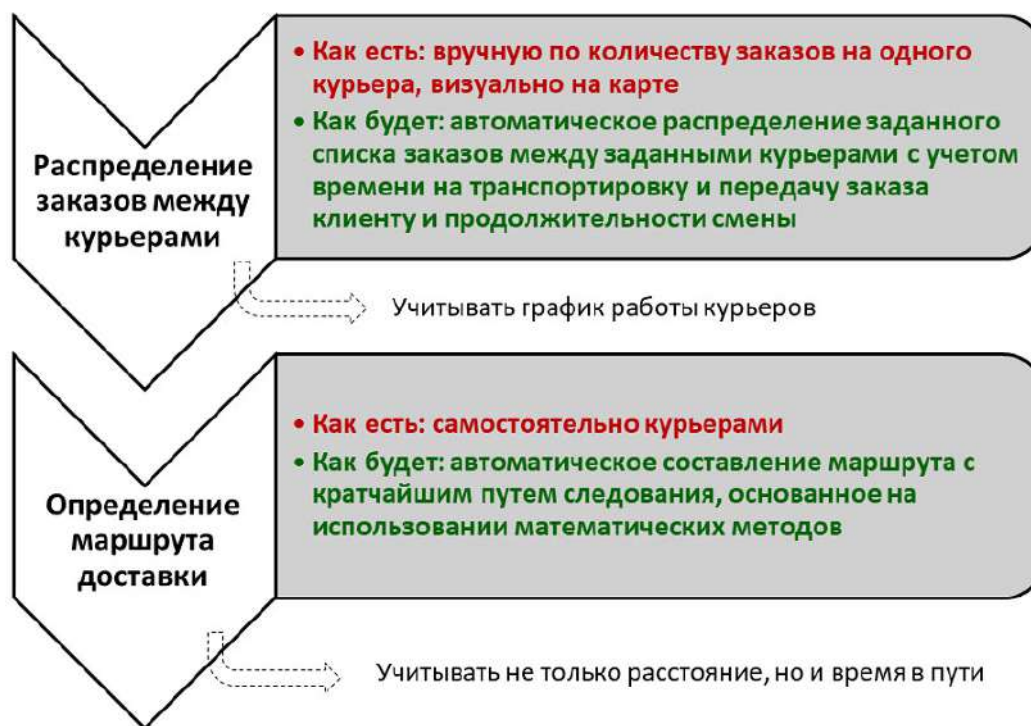 Распределение
заказов между
курьерами
• Как есть: вручную по количеству заказов на одного
курьера, визуально на карте
• Как будет: автоматическое распределение заданного
списка заказов между заданными курьерами с учетом
времени на транспортировку и передачу заказа
клиенту и продолжительности смены
Учитывать график работы курьеров
Определение
маршрута
доставки
• Как есть: самостоятельно курьерами
• Как будет: автоматическое составление маршрута с
кратчайшим путем следования, основанное на
использовании математических методов
Учитывать не только расстояние, но и время в пути